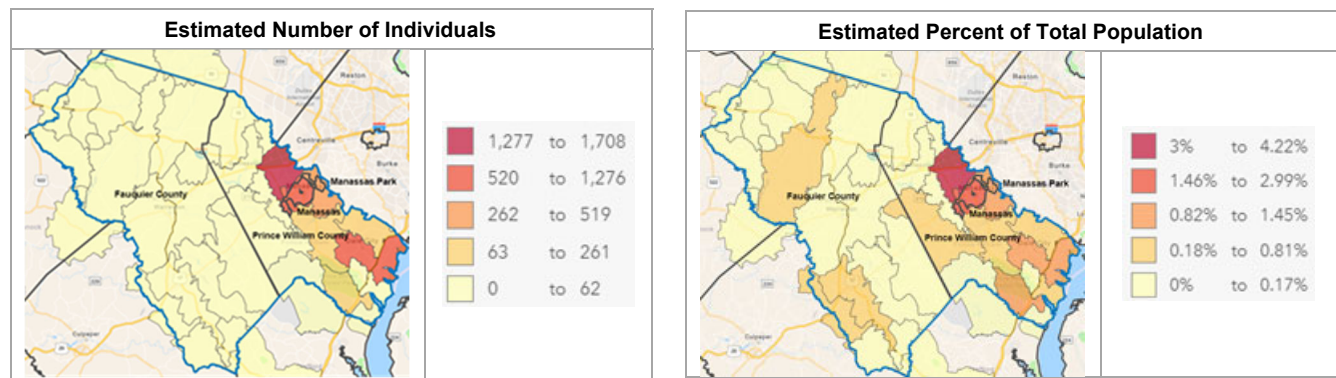 Estimated Number of Individuals
Reston
Centreville
Burke
Manassas Park
Fauquier County
Manassas
Prince William County
Culpeper
1,277 to 1,708
520 to 1,276
262 to 519
63 to 261
0 to 62
Estimated Percent of Total Population
Reston
Centreville
Burke
Manassas Park
Fauquier County
Manassas
Prince William County
Culpeper
3% to 4.22%
1.46% to 2.99%
0.82% to 1.45%
0.18% to 0.81%
0% to 0.17%